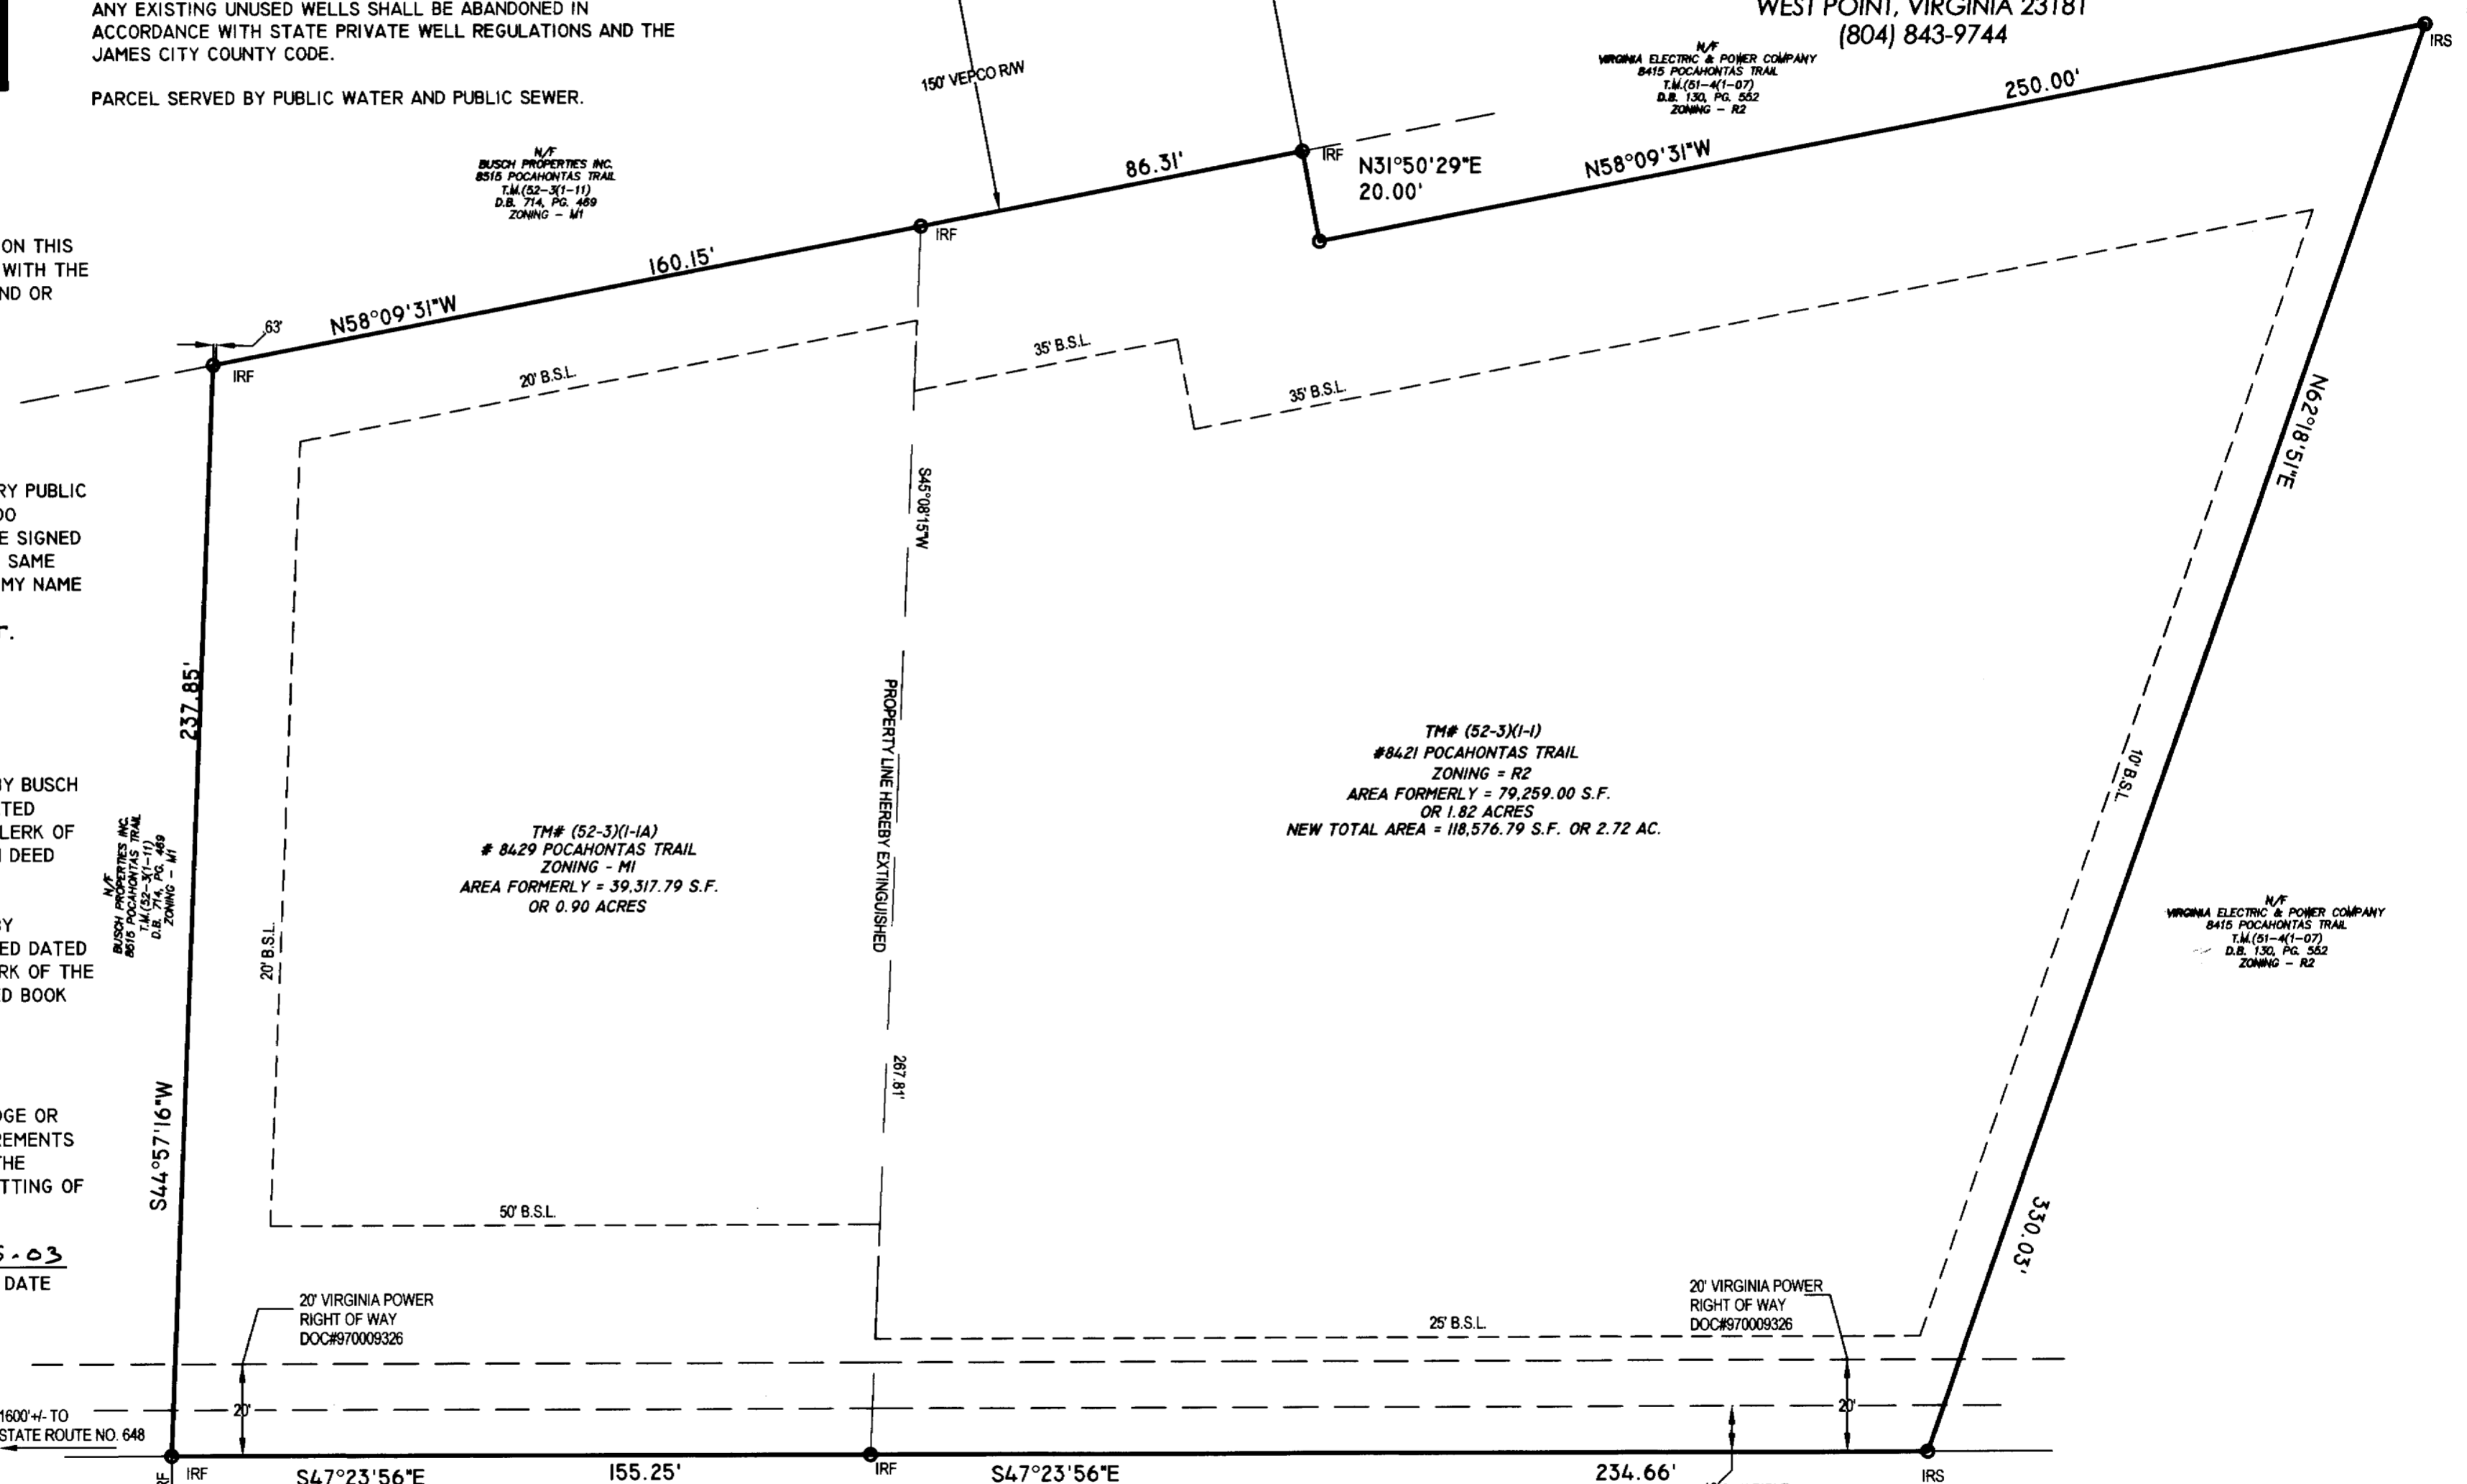 ANY EXISTING UNUSED WELLS SHALL BE ABANDONED IN
ACCORDANCE WITH STATE PRIVATE WELL REGULATIONS AND THE
JAMES CITY COUNTY CODE.
PARCEL SERVED BY PUBLIC WATER AND PUBLIC SEWER.
WEST POINT, VIRGINIA 23181
(804) 843-9744
N/F
VIRGINIA ELECTRIC & POWER COMPANY
8415 POCAHONTAS TRAIL
T.M.(51-4(1-07)
D.B. 130, PG. 552
ZONING - R2
IRS
250.00'
N58°09'31"W
150' VEPCO R/W
86.31'
IRF
N31°50'29"E
20.00'
N/F
BUSCH PROPERTIES INC.
8515 POCAHONTAS TRAIL
T.M.(52-3(1-11)
D.B. 714, PG. 469
ZONING - M1
IRF
160.15'
N58°09'31"W
.63'
IRF
ON THIS
WITH THE
ND OR
20' B.S.L.
35' B.S.L.
35' B.S.L.
N62°18'51"E
S45°08'15"W
RY PUBLIC
DO
E SIGNED
SAME
MY NAME
T.
237.85'
PROPERTY LINE HEREBY EXTINGUISHED
TM# (52-3)(1-1)
#8421 POCAHONTAS TRAIL
ZONING = R2
AREA FORMERLY = 79,259.00 S.F.
OR 1.82 ACRES
NEW TOTAL AREA = 118,576.79 S.F. OR 2.72 AC.
10' B.S.L.
BY BUSCH
TED
LERK OF
DEED
N/F
BUSCH PROPERTIES INC.
8515 POCAHONTAS TRAIL
T.M.(52-3(1-11)
D.B. 714, PG. 469
ZONING - M1
TM# (52-3)(1-1A)
# 8429 POCAHONTAS TRAIL
ZONING - M1
AREA FORMERLY = 39,317.79 S.F.
OR 0.90 ACRES
N/F
VIRGINIA ELECTRIC & POWER COMPANY
8415 POCAHONTAS TRAIL
T.M.(51-4(1-07)
D.B. 130, PG. 552
ZONING - R2
BY
ED DATED
RK OF THE
D BOOK
20' B.S.L.
267.81'
S44°57'16"W
DGE OR
REMENTS
THE
TTING OF
50' B.S.L.
330.03'
-03
DATE
20' VIRGINIA POWER
RIGHT OF WAY
DOC#970009326
25' B.S.L.
20' VIRGINIA POWER
RIGHT OF WAY
DOC#970009326
20'
20'
1600'+/- TO
STATE ROUTE NO. 648
IRF
S47°23'56"E
155.25'
IRF
S47°23'56"E
234.66'
IRS